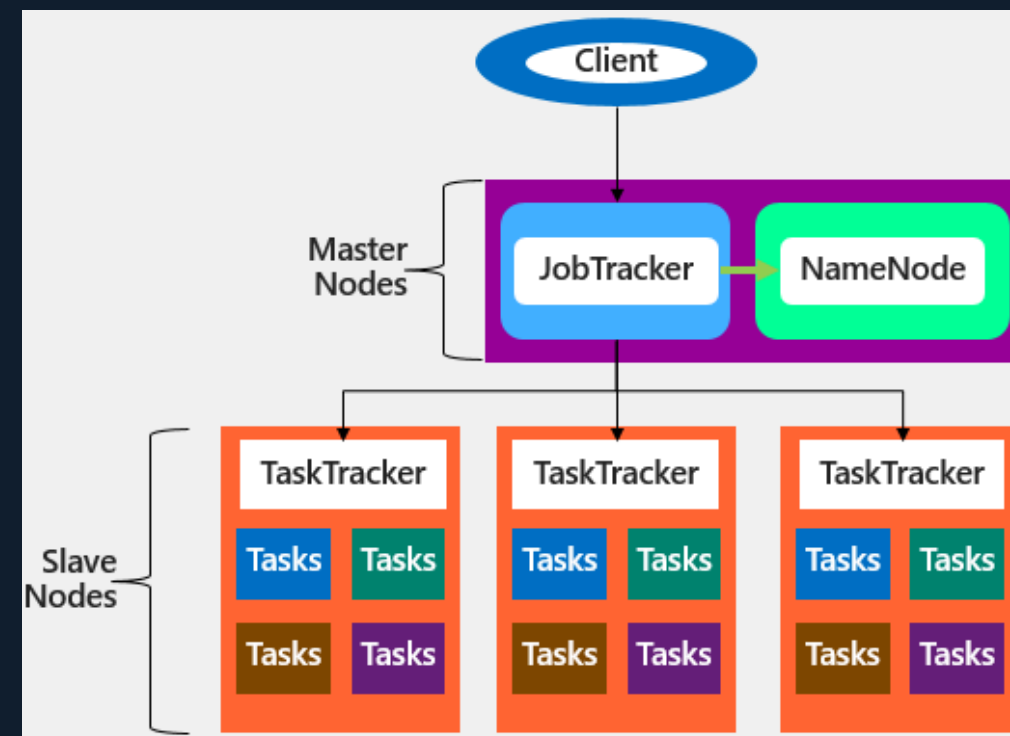 Client
Master
Nodes
JobTracker
NameNode
TaskTracker
TaskTracker
TaskTracker
Tasks
Tasks
Tasks
Tasks
Tasks
Tasks
Slave
Nodes
Tasks
Tasks
Tasks
Tasks
Tasks
Tasks